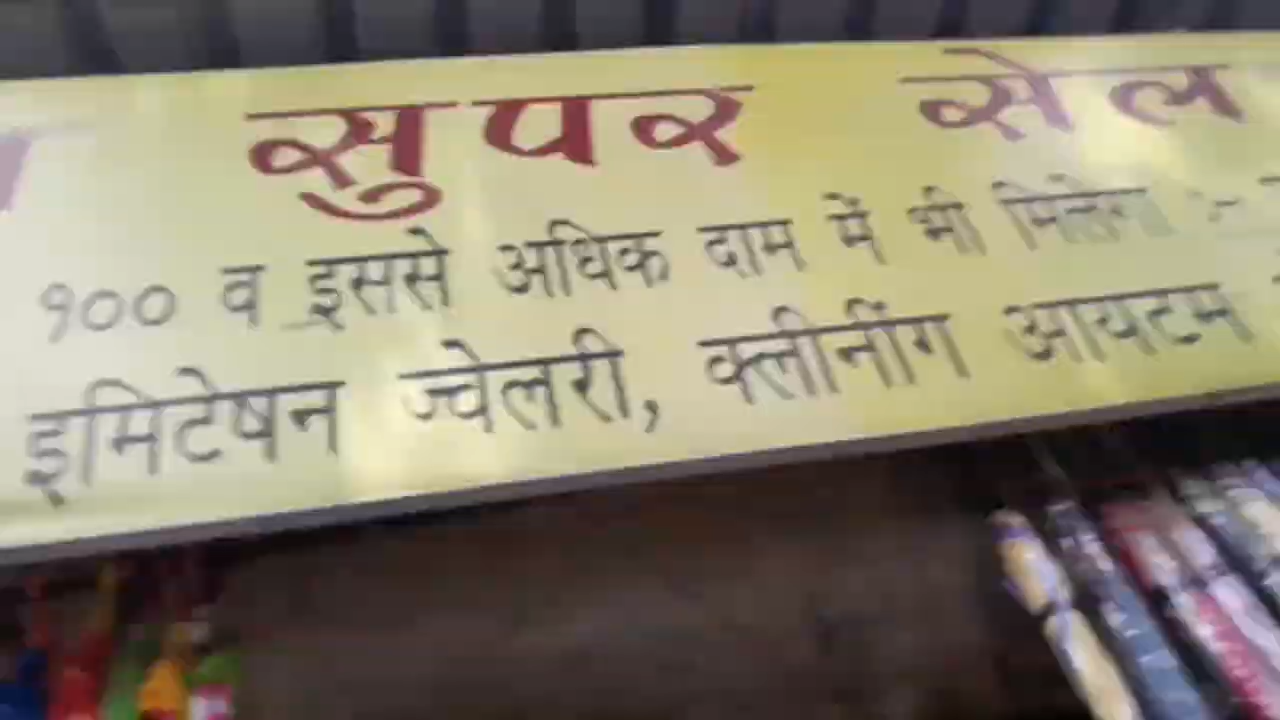 सुपर सेल
१०० व इससे अधिक दाम में भी मिलेगा :-
इमिटेषन ज्वेलरी, क्लीनींग आयटम